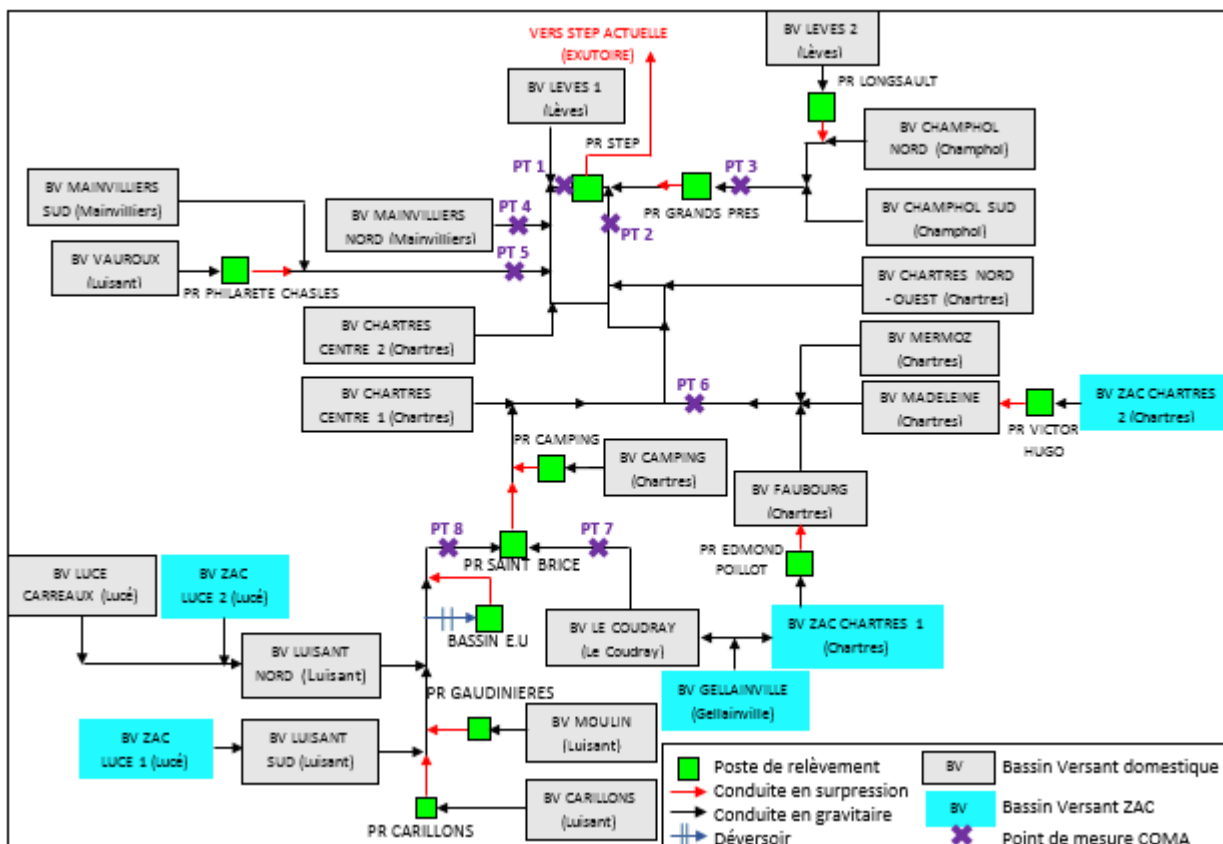 VERS STEP ACTUELLE
(EXUTOIRE)
BV LEVES 2
(Lèves)
PR LONGSAULT
BV LEVES 1
(Lèves)
PR STEP
BV CHAMPHOL
NORD (Champhol)
PT 1
PT 3
BV MAINVILLIERS
SUD (Mainvilliers)
PT 4
BV MAINVILLIERS
NORD (Mainvilliers)
PR GRANDS PRES
PT 2
BV CHAMPHOL SUD
(Champhol)
BV VAUROUX
(Luisant)
PT 5
PR PHILARETE CHASLES
BV CHARTRES NORD
- OUEST (Chartres)
BV CHARTRES
CENTRE 2 (Chartres)
BV MERMOZ
(Chartres)
BV CHARTRES
CENTRE 1 (Chartres)
PT 6
BV MADELEINE
(Chartres)
BV ZAC CHARTRES
2 (Chartres)
PR VICTOR
HUGO
PR CAMPING
BV CAMPING
(Chartres)
BV FAUBOURG
(Chartres)
PT 8
PT 7
PR SAINT BRICE
PR EDMOND
POILLOT
BV LUCE
CARREAUX (Lucé)
BV ZAC
LUCE 2 (Lucé)
BASSIN E.U
BV LE COUDRAY
(Le Coudray)
BV ZAC CHARTRES 1
(Chartres)
BV LUISANT
NORD (Luisant)
PR GAUDINIERES
BV GELLAINVILLE
(Gellainville)
BV MOULIN
(Luisant)
BV ZAC
LUCE 1 (Lucé)
BV LUISANT
SUD (Luisant)
BV CARILLONS
(Luisant)
PR CARILLONS
Poste de relèvement
Conduite en surpression
Conduite en gravitaire
Déversoir
BV
Bassin Versant domestique
BV
Bassin Versant ZAC
Point de mesure COMA